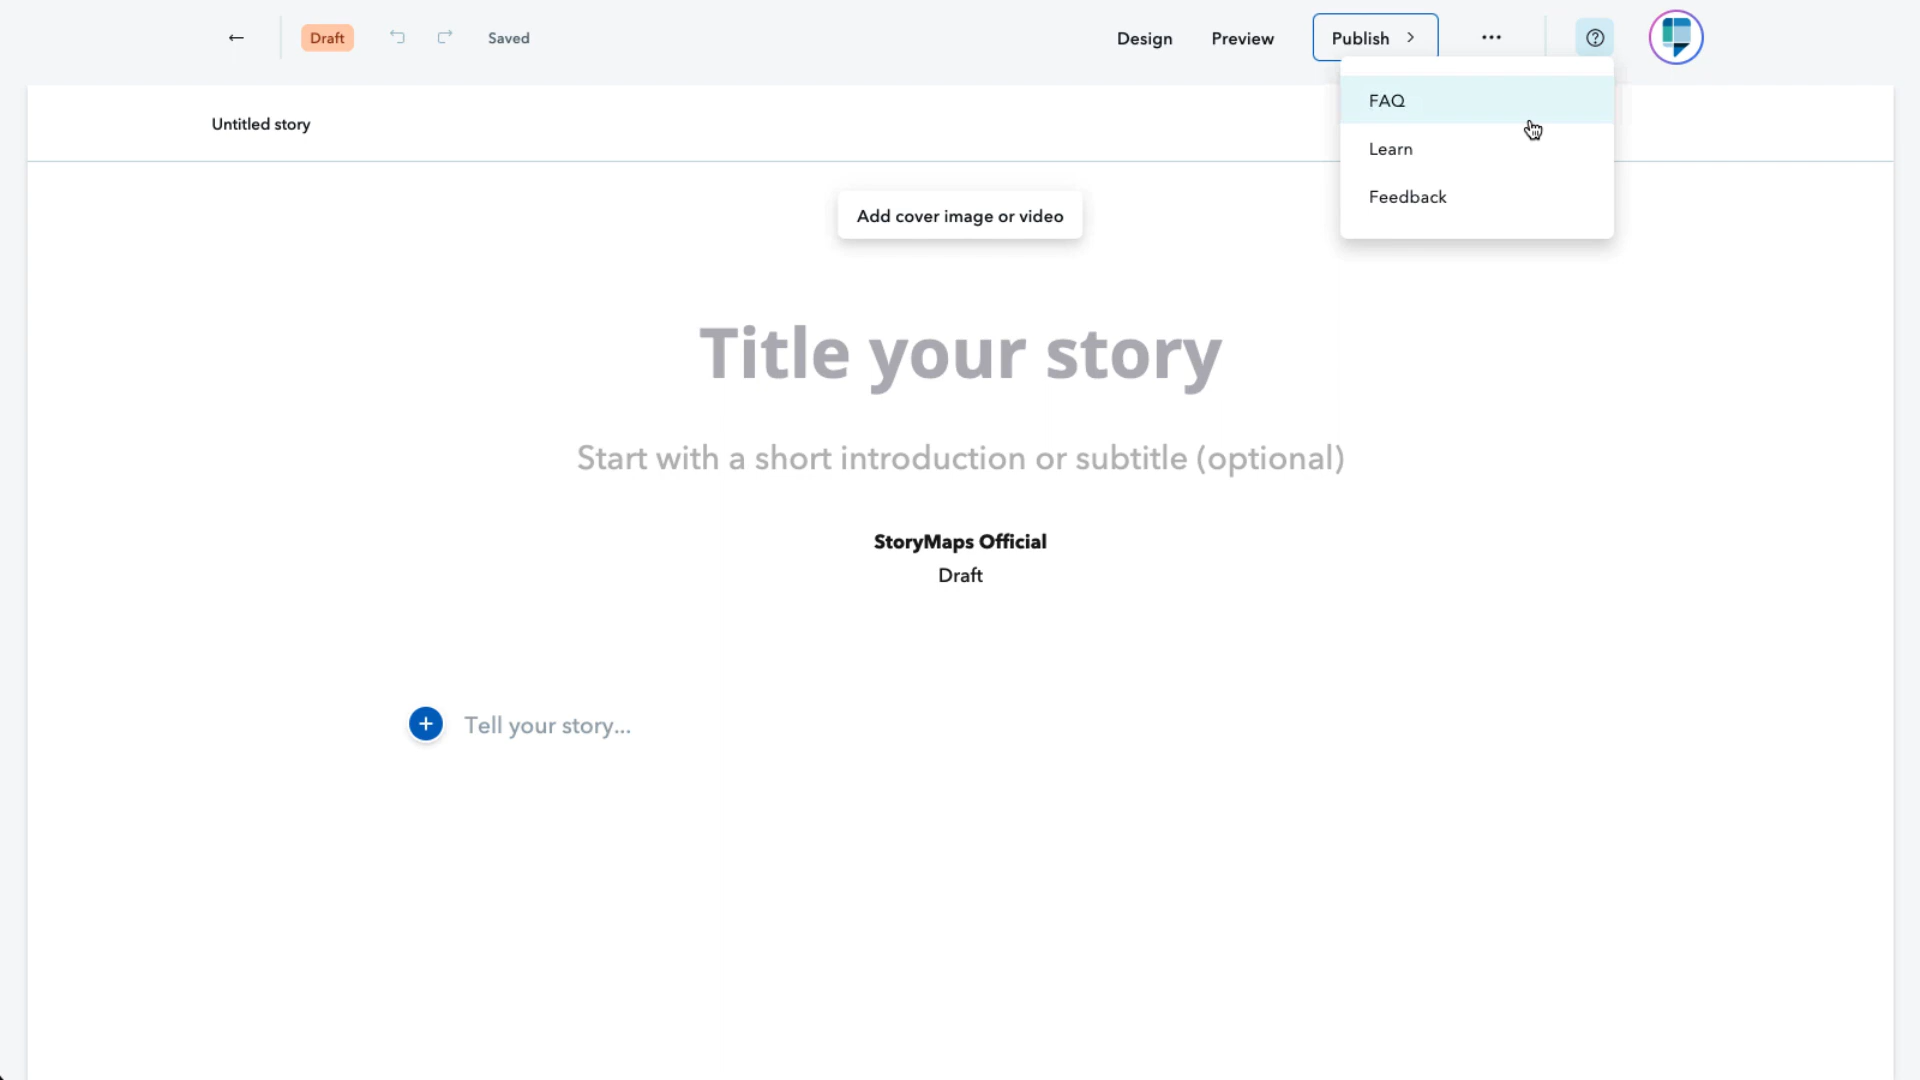 Draft
Saved
Design
Preview
Publish
FAQ
Learn
Feedback
Untitled story
Add cover image or video
Title your story
Start with a short introduction or subtitle (optional)
StoryMaps Official
Draft
Tell your story...